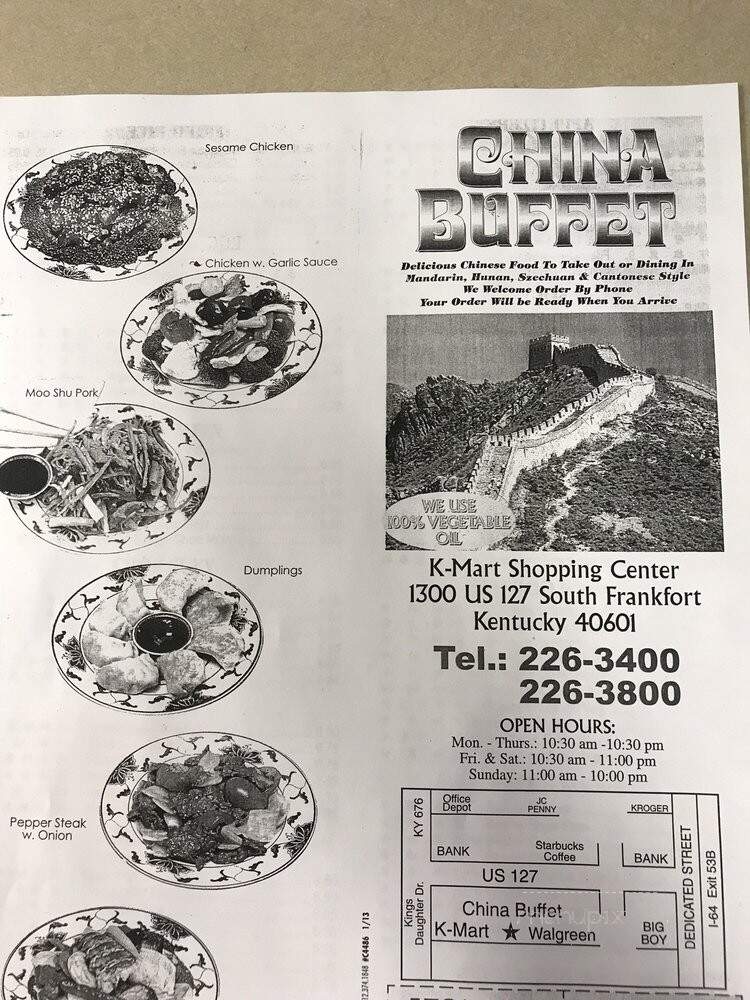 Sesame Chicken
Chicken w. Garlic Sauce
Moo Shu Pork
Dumplings
Pepper Steak
w. Onion
CHINA
BUFFET
Delicious Chinese Food To Take Out or Dining In
Mandarin, Hunan, Szechuan & Cantonese Style
We Welcome Order By Phone
Your Order Will be Ready When You Arrive
WE USE
100% VEGETABLE
OIL
K-Mart Shopping Center
1300 US 127 South Frankfort
Kentucky 40601
Tel.: 226-3400
226-3800
OPEN HOURS:
Mon. - Thurs.: 10:30 am -10:30 pm
Fri. & Sat.: 10:30 am - 11:00 pm
Sunday: 11:00 am - 10:00 pm
KY 676
Office
Depot
JC
PENNY
KROGER
BANK
Starbucks
Coffee
BANK
US 127
Kings
Daughter Dr.
China Buffet
K-Mart ★ Walgreen
BIG
BOY
DEDICATED STREET
I-64 Exit 53B
#C4486 1/13